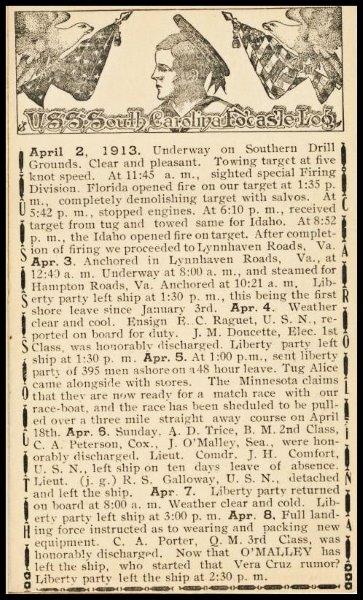 U.S.S. South Carolina Fo'casle Log
April 2, 1913. Underway on Southern Drill
Grounds. Clear and pleasant. Towing target at five
knot speed. At 11:45 a. m., sighted special Firing
Division. Florida opened fire on our target at 1:35 p.
m., completely demolishing target with salvos. At
5:42 p. m., stopped engines. At 6:10 p. m., received
target from tug and towed same for Idaho. At 8:52
p. m., the Idaho opened fire on target. After comple-
tion of firing we proceeded to Lynnhaven Roads, Va.
Apr. 3. Anchored in Lynnhaven Roads, Va., at
12:40 a. m. Underway at 8:00 a. m., and steamed for
Hampton Roads, Va. Anchored at 10:21 a. m. Lib-
erty party left ship at 1:30 p. m., this being the first
shore leave since January 3rd. Apr. 4. Weather
clear and cool. Ensign E. C. Raguet, U. S. N., re-
ported on board for duty. J. M. Doncette, Elec. 1st
Class, was honorably discharged. Liberty party left
ship at 1:30 p. m. Apr. 5. At 1:00 p.m., sent liberty
party of 395 men ashore on a 48 hour leave. Tug Alice
came alongside with stores. The Minnesota claims
that they are now ready for a match race with our
race-boat, and the race has been sheduled to be pull-
ed over a three mile straight away course on April
18th. Apr. 6. Sunday. A. D. Trice, B. M. 2nd Class,
C. A. Peterson, Cox., J. O'Malley, Sea., were hon-
orably discharged. Lieut. Comdr. J. H. Comfort,
U. S. N., left ship on ten days leave of absence.
Lieut. (j. g.) R. S. Galloway, U. S. N., detached
and left the ship. Apr. 7. Liberty party returned
on board at 8:00 a. m. Weather clear and cold. Lib-
erty party left ship at 3:00 p. m. Apr. 8. Full land-
ing force instructed as to wearing and packing new
equipment. C. A. Porter, Q. M. 3rd Class, was
honorably discharged. Now that O'MALLEY has
left the ship, who started that Vera Cruz rumor?
Liberty party left the ship at 2:30 p. m.
U S S SOUTH
CAROLINA